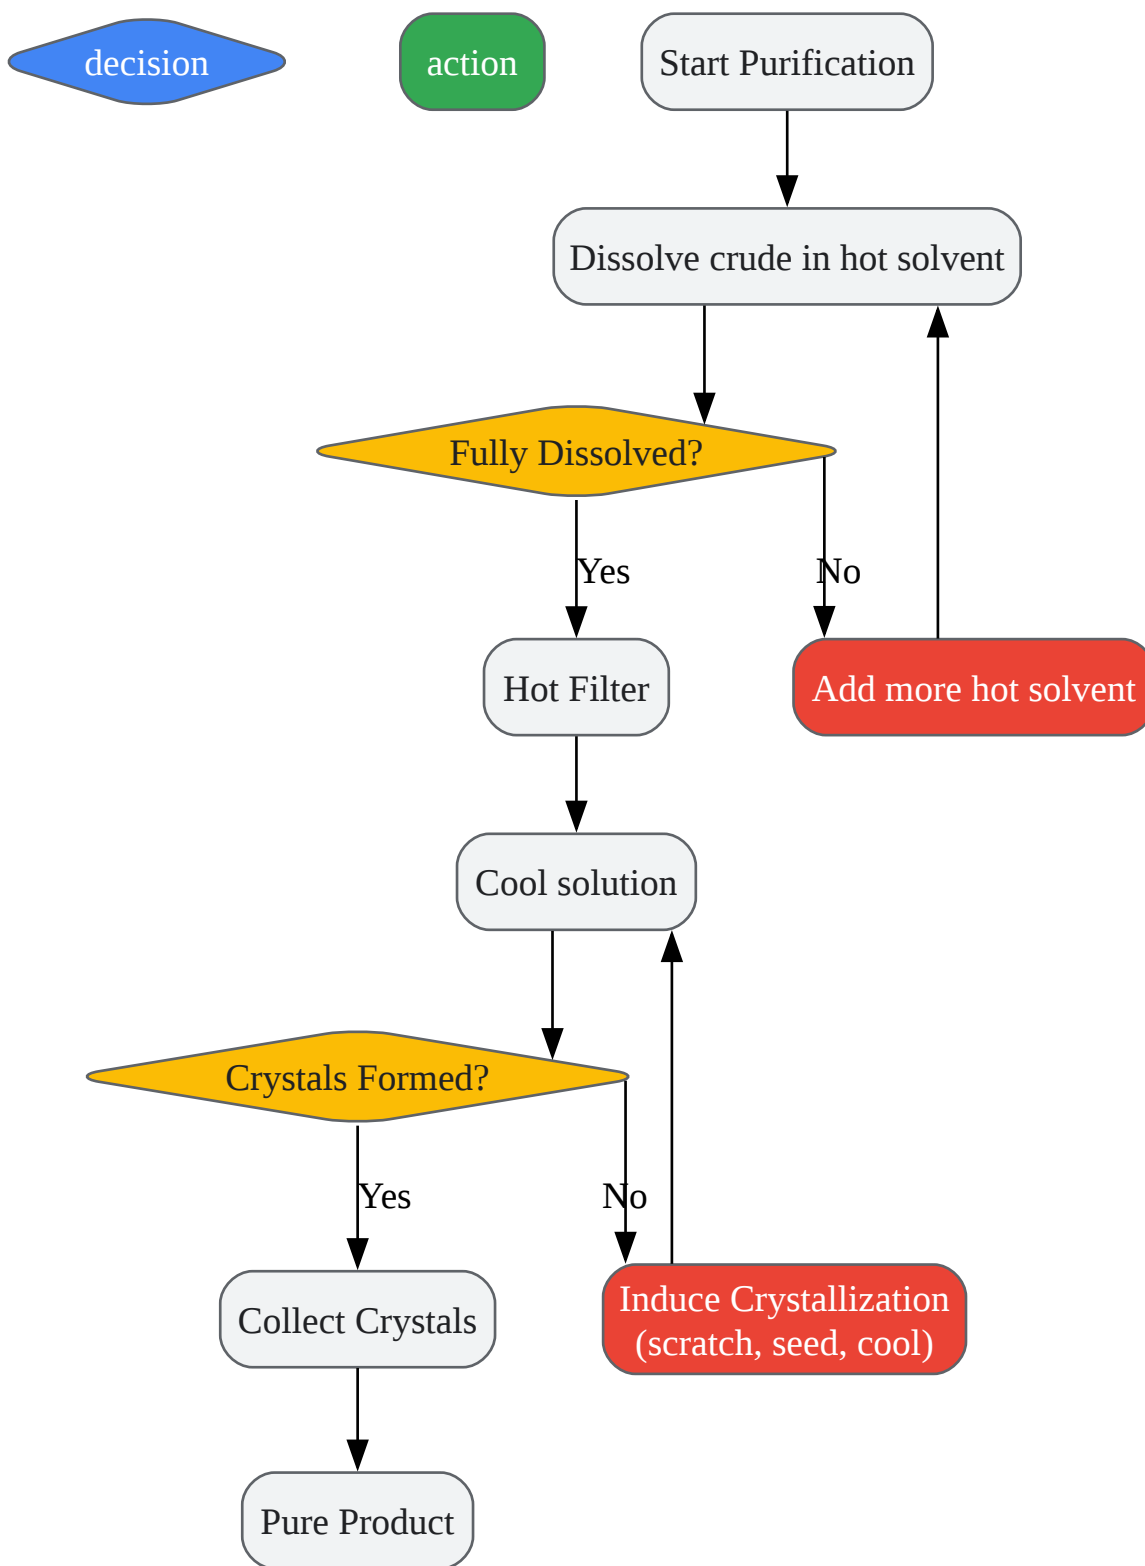 decision
action
Start Purification
Dissolve crude in hot solvent
Fully Dissolved?
Yes
No
Hot Filter
Add more hot solvent
Cool solution
Crystals Formed?
Yes
No
Collect Crystals
Induce Crystallization
(scratch, seed, cool)
Pure Product